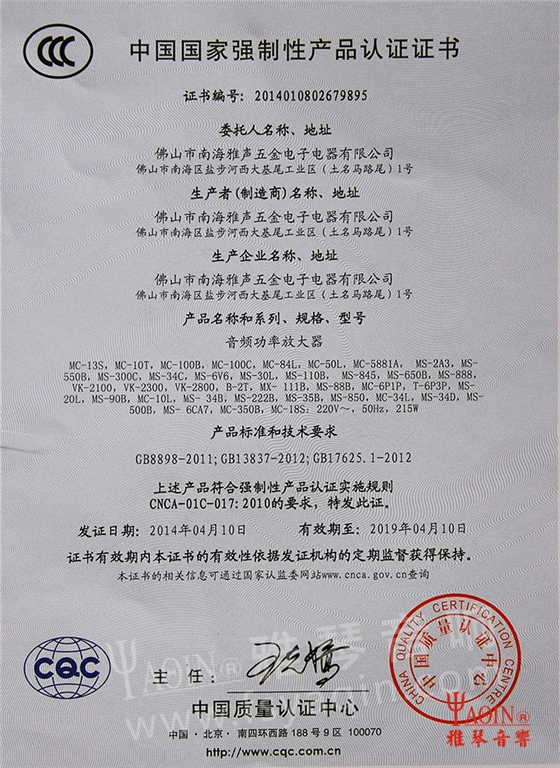 CCC
中国国家强制性产品认证证书
证书编号: 2014010802679895
委托人名称、地址
佛山市南海雅声五金电子电器有限公司
佛山市南海区盐步河西大基尾工业区（土名马路尾）1号
生产者(制造商)名称、地址
佛山市南海雅声五金电子电器有限公司
佛山市南海区盐步河西大基尾工业区（土名马路尾）1号
生产企业名称、地址
佛山市南海雅声五金电子电器有限公司
佛山市南海区盐步河西大基尾工业区（土名马路尾）1号
产品名称和系列、规格、型号
音频功率放大器
MC-13S, MC-10T, MC-100B, MC-100C, MC-84L, MC-50L, MC-5881A, MS-2A3, MS-
550B, MS-300C, MS-34C, MS-6V6, MS-30L, MS-110B, MS-845, MS-650B, MS-888,
VK-2100, VK-2300, VK-2800, B-2T, MX- 111B, MS-88B, MC-6P1P, T-6P3P, MS-
20L, MS-90B, MC-10L, MS- 34B, MS-222B, MS-35B, MS-850, MC-34L, MS-34D, MS-
500B, MS- 6CA7, MC-350B, MC-18S: 220V～, 50Hz, 215W
产品标准和技术要求
GB8898-2011;GB13837-2012;GB17625.1-2012
上述产品符合强制性产品认证实施规则
CNCA-01C-017:2010的要求，特发此证。
发证日期: 2014年04月10日 有效期至: 2019年04月10日
证书有效期内本证书的有效性依据发证机构的定期监督获得保持。
本证书的相关信息可通过国家认监委网站www.cnca.gov.cn查询
CQC
主 任:
中国质量认证中心
中国·北京·南四环西路188号9区 100070
http://www.cqc.com.cn
CHINA QUALITY CERTIFICATION CENTRE
中国质量认证中心
YAQIN®
雅琴音響